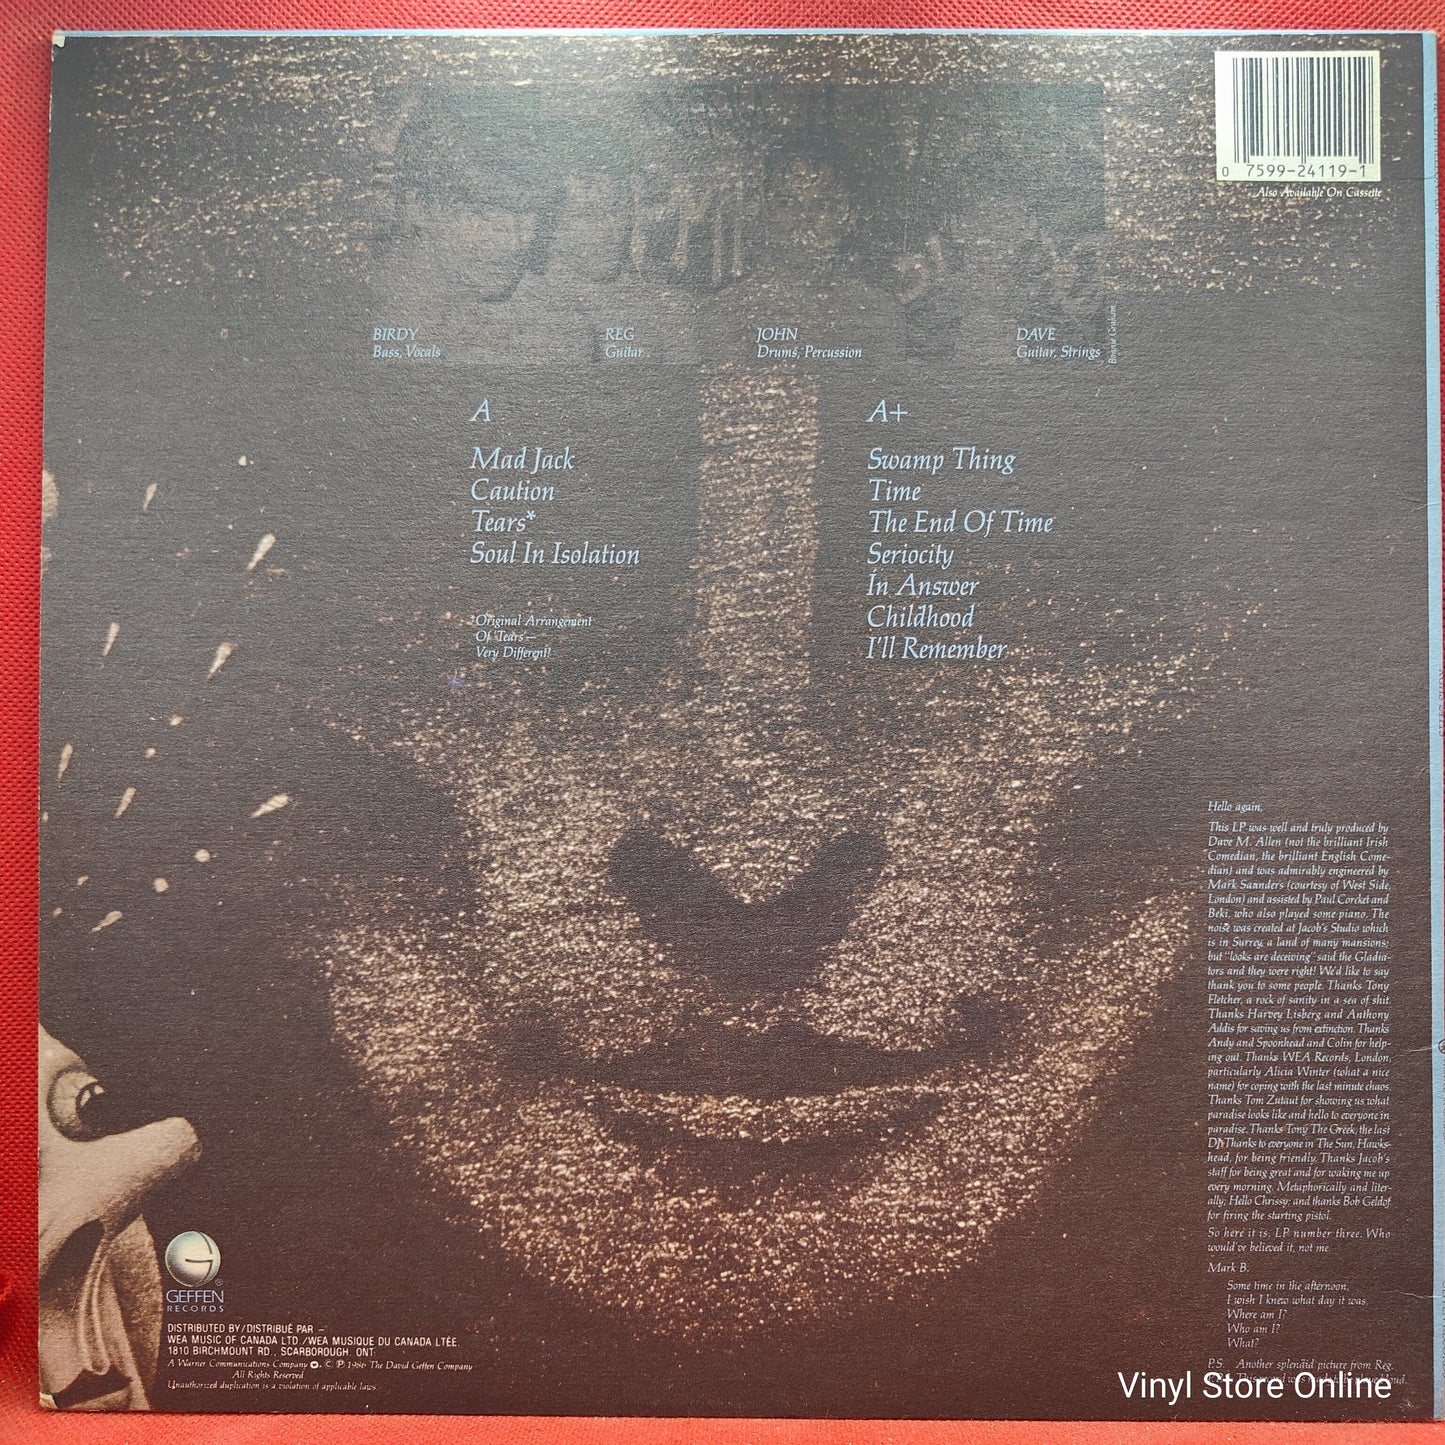 0 7599-24119-1
Also Available On Cassette
BIRDY
Bass, Vocals
REG
Guitar
JOHN
Drums, Percussion
DAVE
Guitar, Strings
Bonnie Graham
A
Mad Jack
Caution
Tears*
Soul In Isolation
*Original Arrangement
Of 'Tears'—
Very Different!
A+
Swamp Thing
Time
The End Of Time
Seriocity
In Answer
Childhood
I'll Remember
Hello again,
This LP was well and truly produced by
Dave M. Allen (not the brilliant Irish
Comedian, the brilliant English Come-
dian) and was admirably engineered by
Mark Saunders (courtesy of West Side,
London) and assisted by Paul Corcket and
Beki, who also played some piano. The
noise was created at Jacob's Studio which
is in Surrey, a land of many mansions;
but "looks are deceiving" said the Gladia-
tors and they were right! We'd like to say
thank you to some people. Thanks Tony
Fletcher, a rock of sanity in a sea of shit.
Thanks Harvey Lisberg and Anthony
Addis for saving us from extinction. Thanks
Andy and Spoonhead and Colin for help-
ing out. Thanks WEA Records, London,
particularly Alicia Winter (what a nice
name) for coping with the last minute chaos.
Thanks Tom Zutaut for showing us what
paradise looks like and hello to everyone in
paradise. Thanks Tony The Greek, the last
DJ. Thanks to everyone in The Sun, Hawks-
head, for being friendly. Thanks Jacob's
staff for being great and for waking me up
every morning. Metaphorically and liter-
ally; Hello Chrissy; and thanks Bob Geldof
for firing the starting pistol.
So here it is, LP number three. Who
would've believed it, not me.
Mark B.
Some time in the afternoon,
I wish I knew what day it was,
Where am I?
Who am I?
What?
P.S. Another splendid picture from Reg.
GEFFEN
RECORDS
DISTRIBUTED BY/DISTRIBUÉ PAR –
WEA MUSIC OF CANADA LTD./WEA MUSIQUE DU CANADA LTÉE.
1810 BIRCHMOUNT RD., SCARBOROUGH, ONT.
A Warner Communications Company. © ℗ 1986 The David Geffen Company
All Rights Reserved.
Unauthorized duplication is a violation of applicable laws.
Vinyl Store Online